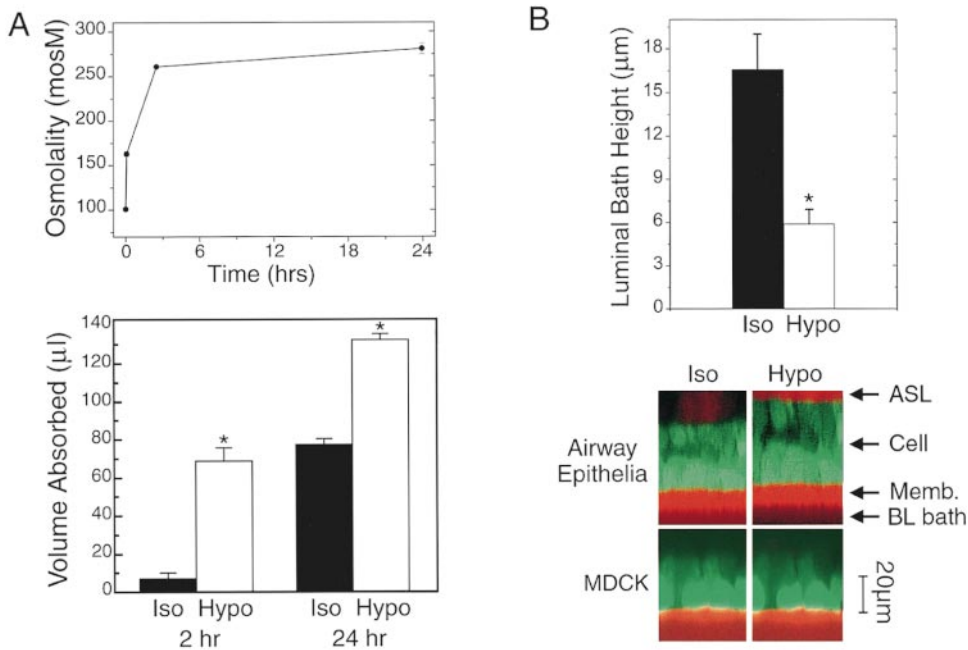 A
Osmolality (mosM)
300
250
200
150
100
0 6 12 18 24
Time (hrs)
Volume Absorbed (μl)
140
120
100
80
60
40
20
0
Iso Hypo Iso Hypo
2 hr 24 hr
*
*
B
Luminal Bath Height (μm)
18
15
12
9
6
3
0
*
Iso Hypo
Iso Hypo
Airway
Epithelia
ASL
Cell
Memb.
BL bath
MDCK
20μm